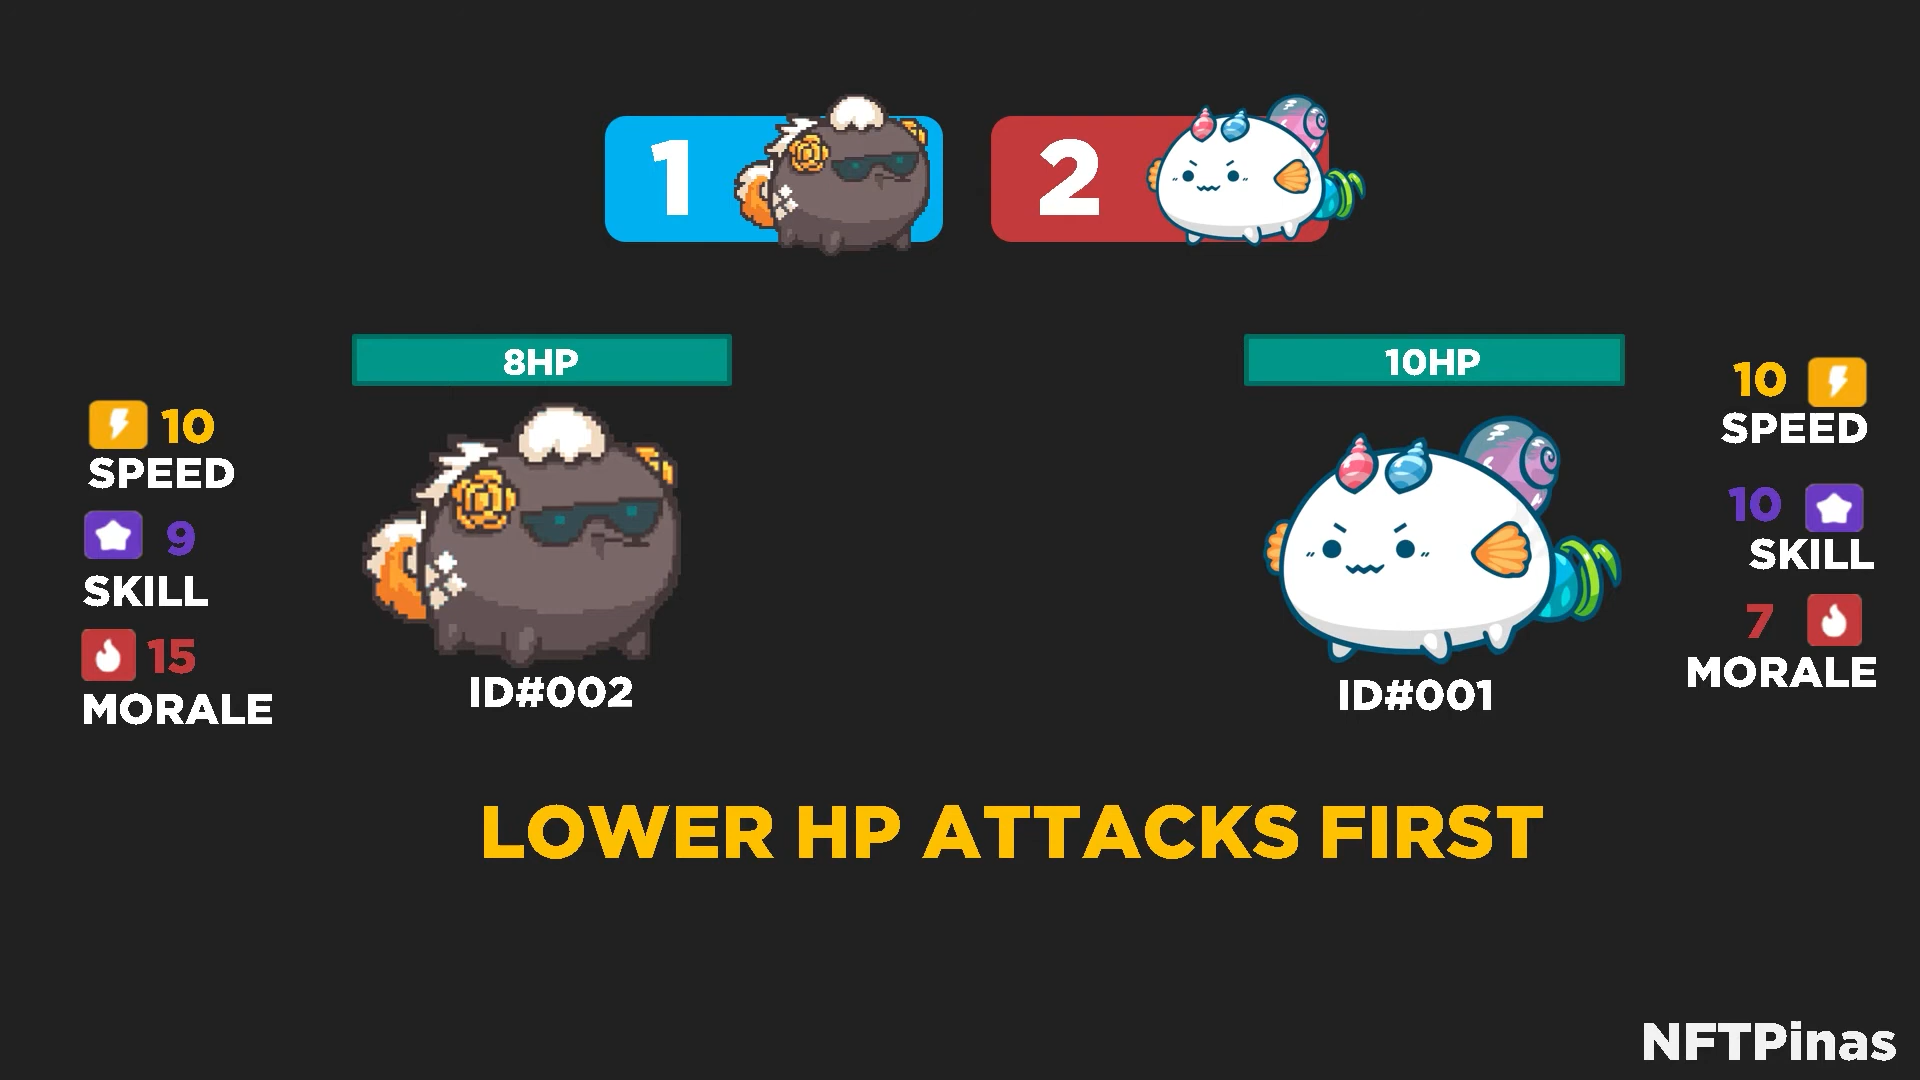 1
2
8HP
10HP
10
SPEED
9
SKILL
15
MORALE
ID#002
10
SPEED
10
SKILL
7
MORALE
ID#001
LOWER HP ATTACKS FIRST
NFTPinas